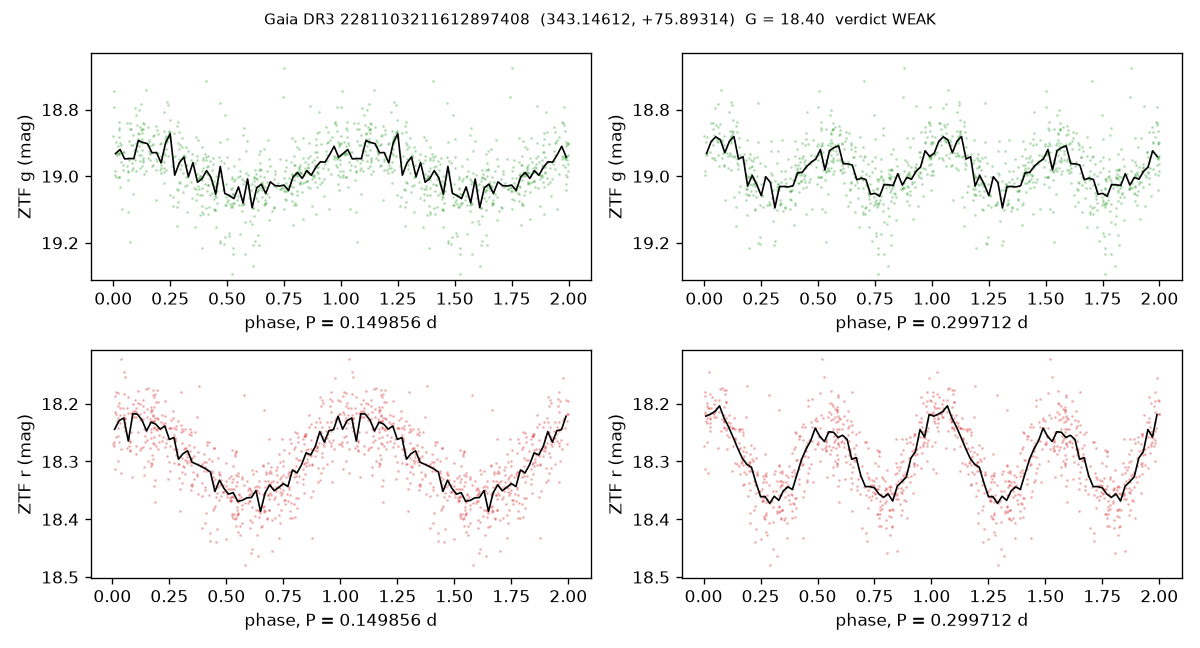 Gaia DR3 2281103211612897408 (343.14612, +75.89314) G = 18.40 verdict WEAK
ZTF g (mag)
18.8
19.0
19.2
0.00 0.25 0.50 0.75 1.00 1.25 1.50 1.75 2.00
phase, P = 0.149856 d
ZTF g (mag)
18.8
19.0
19.2
0.00 0.25 0.50 0.75 1.00 1.25 1.50 1.75 2.00
phase, P = 0.299712 d
ZTF r (mag)
18.2
18.3
18.4
18.5
0.00 0.25 0.50 0.75 1.00 1.25 1.50 1.75 2.00
phase, P = 0.149856 d
ZTF r (mag)
18.2
18.3
18.4
18.5
0.00 0.25 0.50 0.75 1.00 1.25 1.50 1.75 2.00
phase, P = 0.299712 d